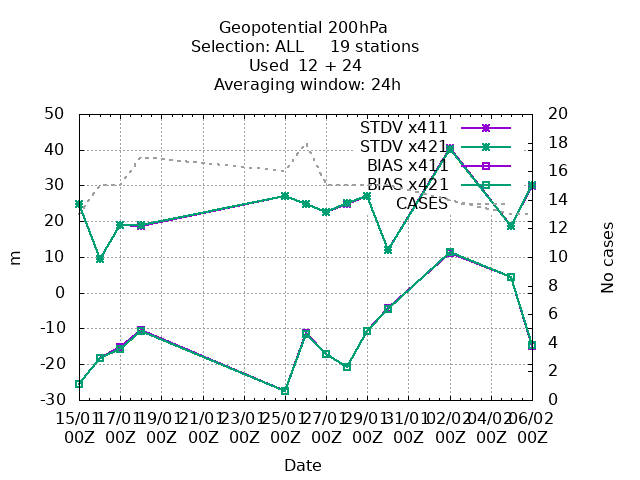 Geopotential 200hPa
Selection: ALL 19 stations
Used 12 + 24
Averaging window: 24h
STDV x411
STDV x421
BIAS x411
BIAS x421
CASES
50
40
30
20
10
0
-10
-20
-30
m
20
18
16
14
12
10
8
6
4
2
0
No cases
15/01 17/01 19/01 21/01 23/01 25/01 27/01 29/01 31/01 02/02 04/02 06/02
00Z 00Z 00Z 00Z 00Z 00Z 00Z 00Z 00Z 00Z 00Z 00Z
Date